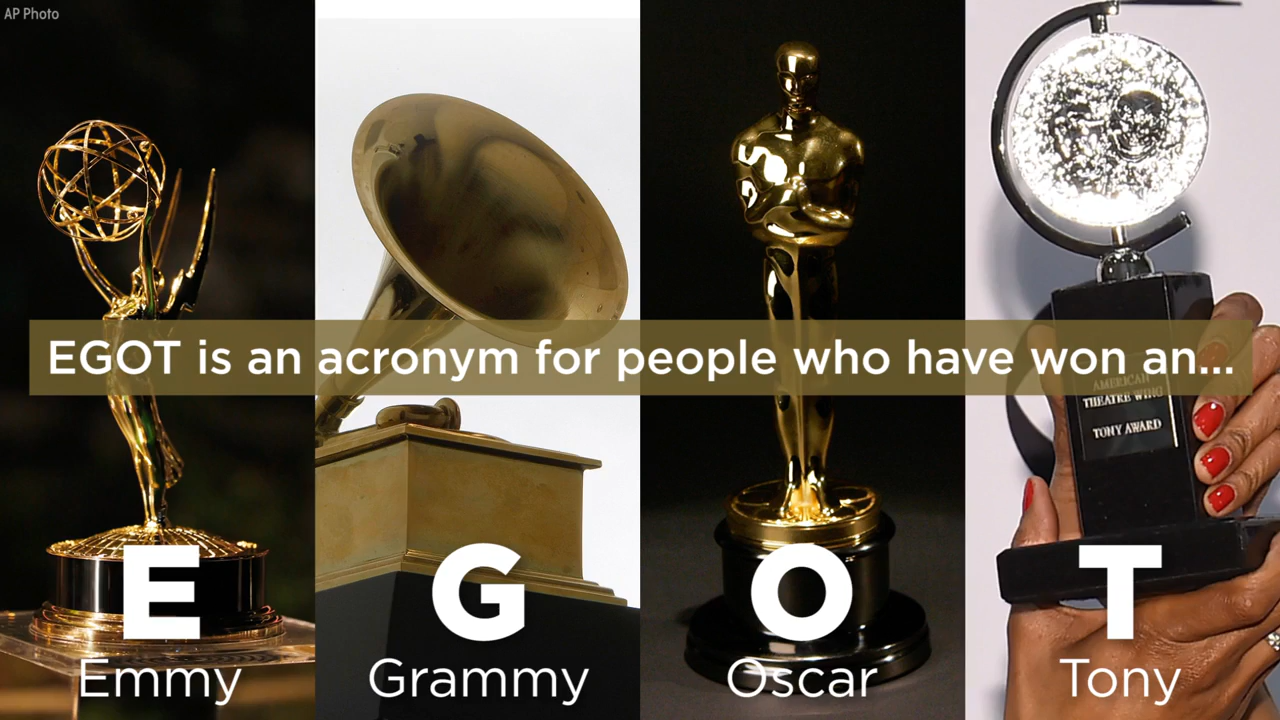 AP Photo
EGOT is an acronym for people who have won an...
AMERICAN
THEATRE WING
TONY AWARD
E
G
O
T
Emmy
Grammy
Oscar
Tony